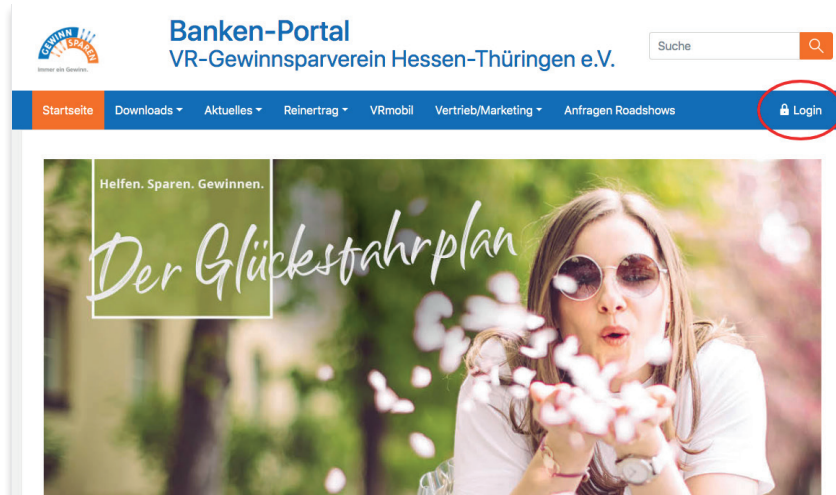 GEWINN
SPAREN
Immer ein Gewinn.
Banken-Portal
VR-Gewinnsparverein Hessen-Thüringen e.V.
Suche
Startseite Downloads Aktuelles Reinertrag VRmobil Vertrieb/Marketing Anfragen Roadshows Login
Helfen. Sparen. Gewinnen.
Der Glücksfahrplan